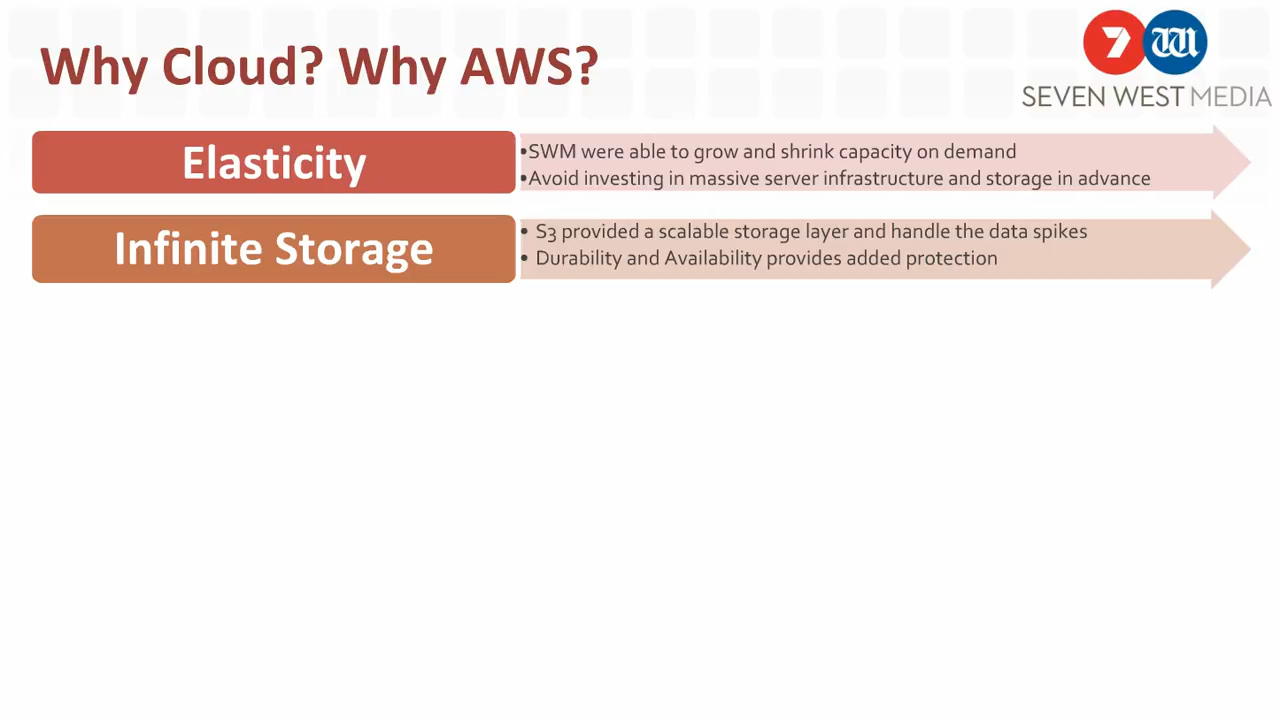 Why Cloud? Why AWS?
7
W
SEVEN WEST MEDIA
Elasticity
•SWM were able to grow and shrink capacity on demand
•Avoid investing in massive server infrastructure and storage in advance
Infinite Storage
• S3 provided a scalable storage layer and handle the data spikes
• Durability and Availability provides added protection